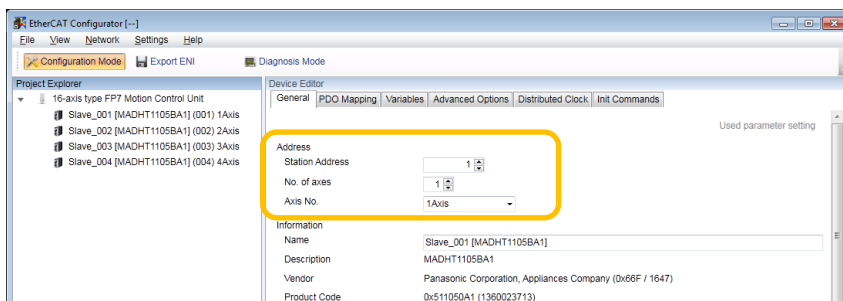 EtherCAT Configurator [--]
File View Network Settings Help
Configuration Mode Export ENI Diagnosis Mode
Project Explorer
16-axis type FP7 Motion Control Unit
Slave_001 [MADHT1105BA1] (001) 1Axis
Slave_002 [MADHT1105BA1] (002) 2Axis
Slave_003 [MADHT1105BA1] (003) 3Axis
Slave_004 [MADHT1105BA1] (004) 4Axis
Device Editor
General PDO Mapping Variables Advanced Options Distributed Clock Init Commands
Used parameter setting
Address
Station Address 1
No. of axes 1
Axis No. 1Axis
Information
Name Slave_001 [MADHT1105BA1]
Description MADHT1105BA1
Vendor Panasonic Corporation, Appliances Company (0x66F / 1647)
Product Code 0x511050A1 (1360023713)